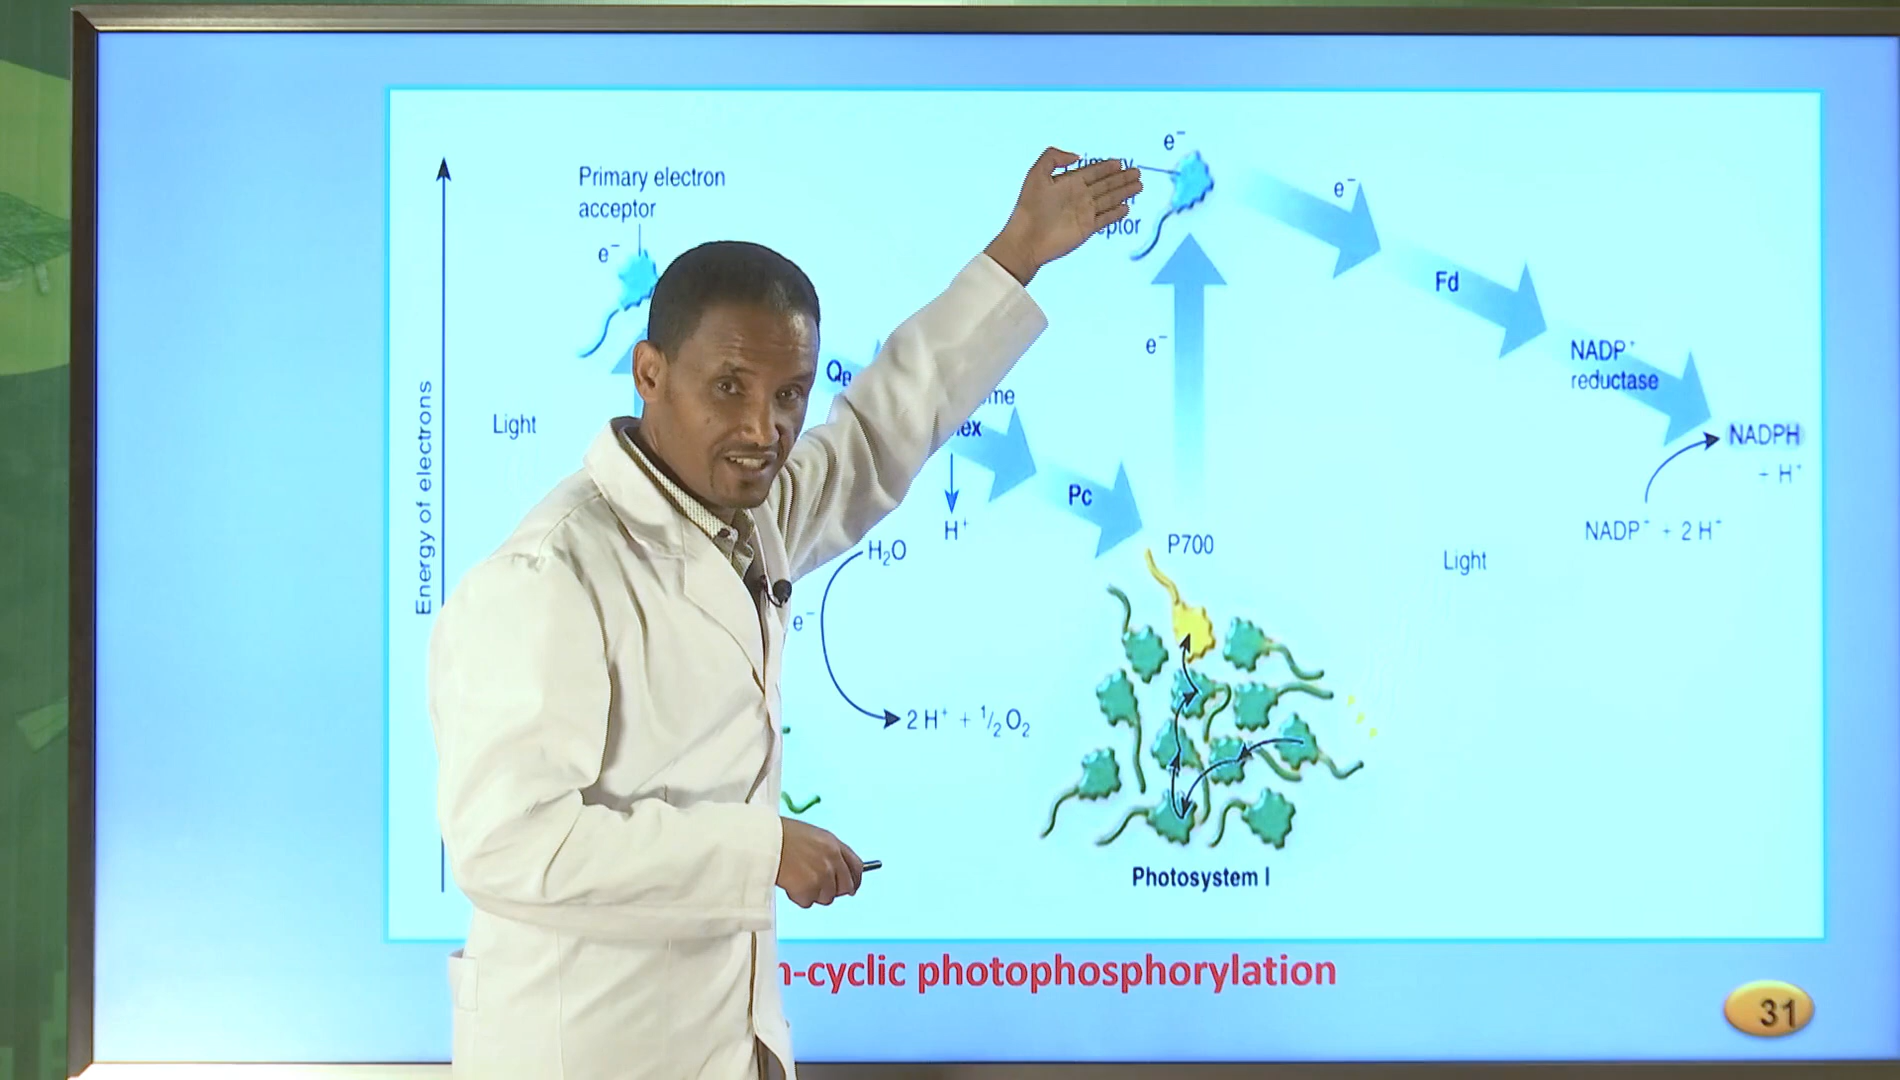 Primary electron
acceptor
e⁻
Light
Energy of electrons
Q_B
H⁺
H₂O
e⁻
2 H⁺ + ½ O₂
Pc
P700
e⁻
e⁻
e⁻
Fd
NADP⁺
reductase
NADPH
+ H⁺
NADP⁺ + 2 H⁺
Light
Photosystem I
n-cyclic photophosphorylation
31